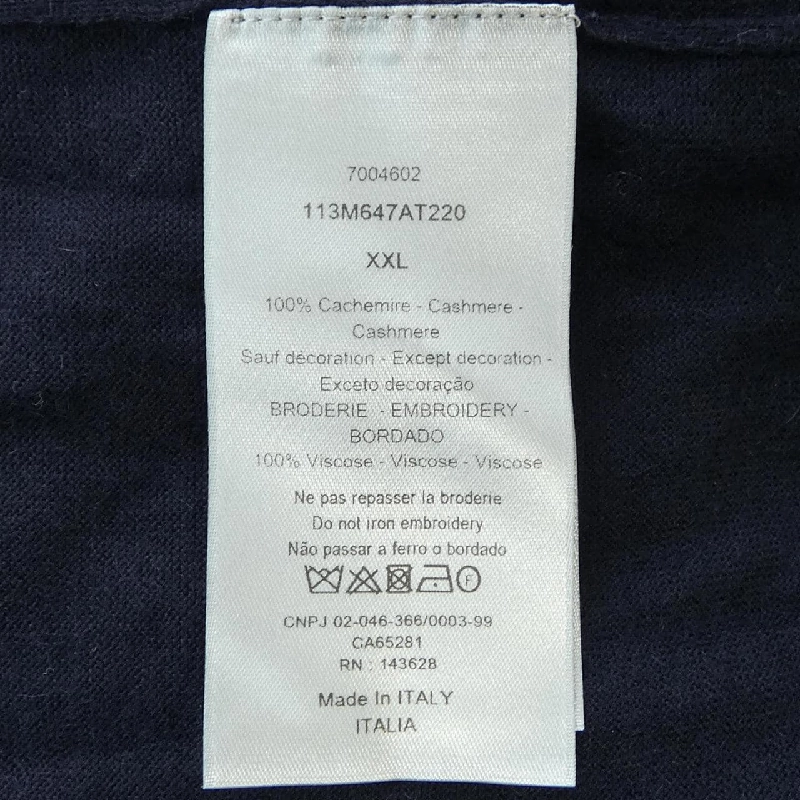 7004602
113M647AT220
XXL
100% Cachemire - Cashmere -
Cashmere
Sauf décoration - Except decoration -
Exceto decoração
BRODERIE - EMBROIDERY -
BORDADO
100% Viscose - Viscose - Viscose
Ne pas repasser la broderie
Do not iron embroidery
Não passar a ferro o bordado
F
CNPJ 02-046-366/0003-99
CA65281
RN : 143628
Made In ITALY
ITALIA